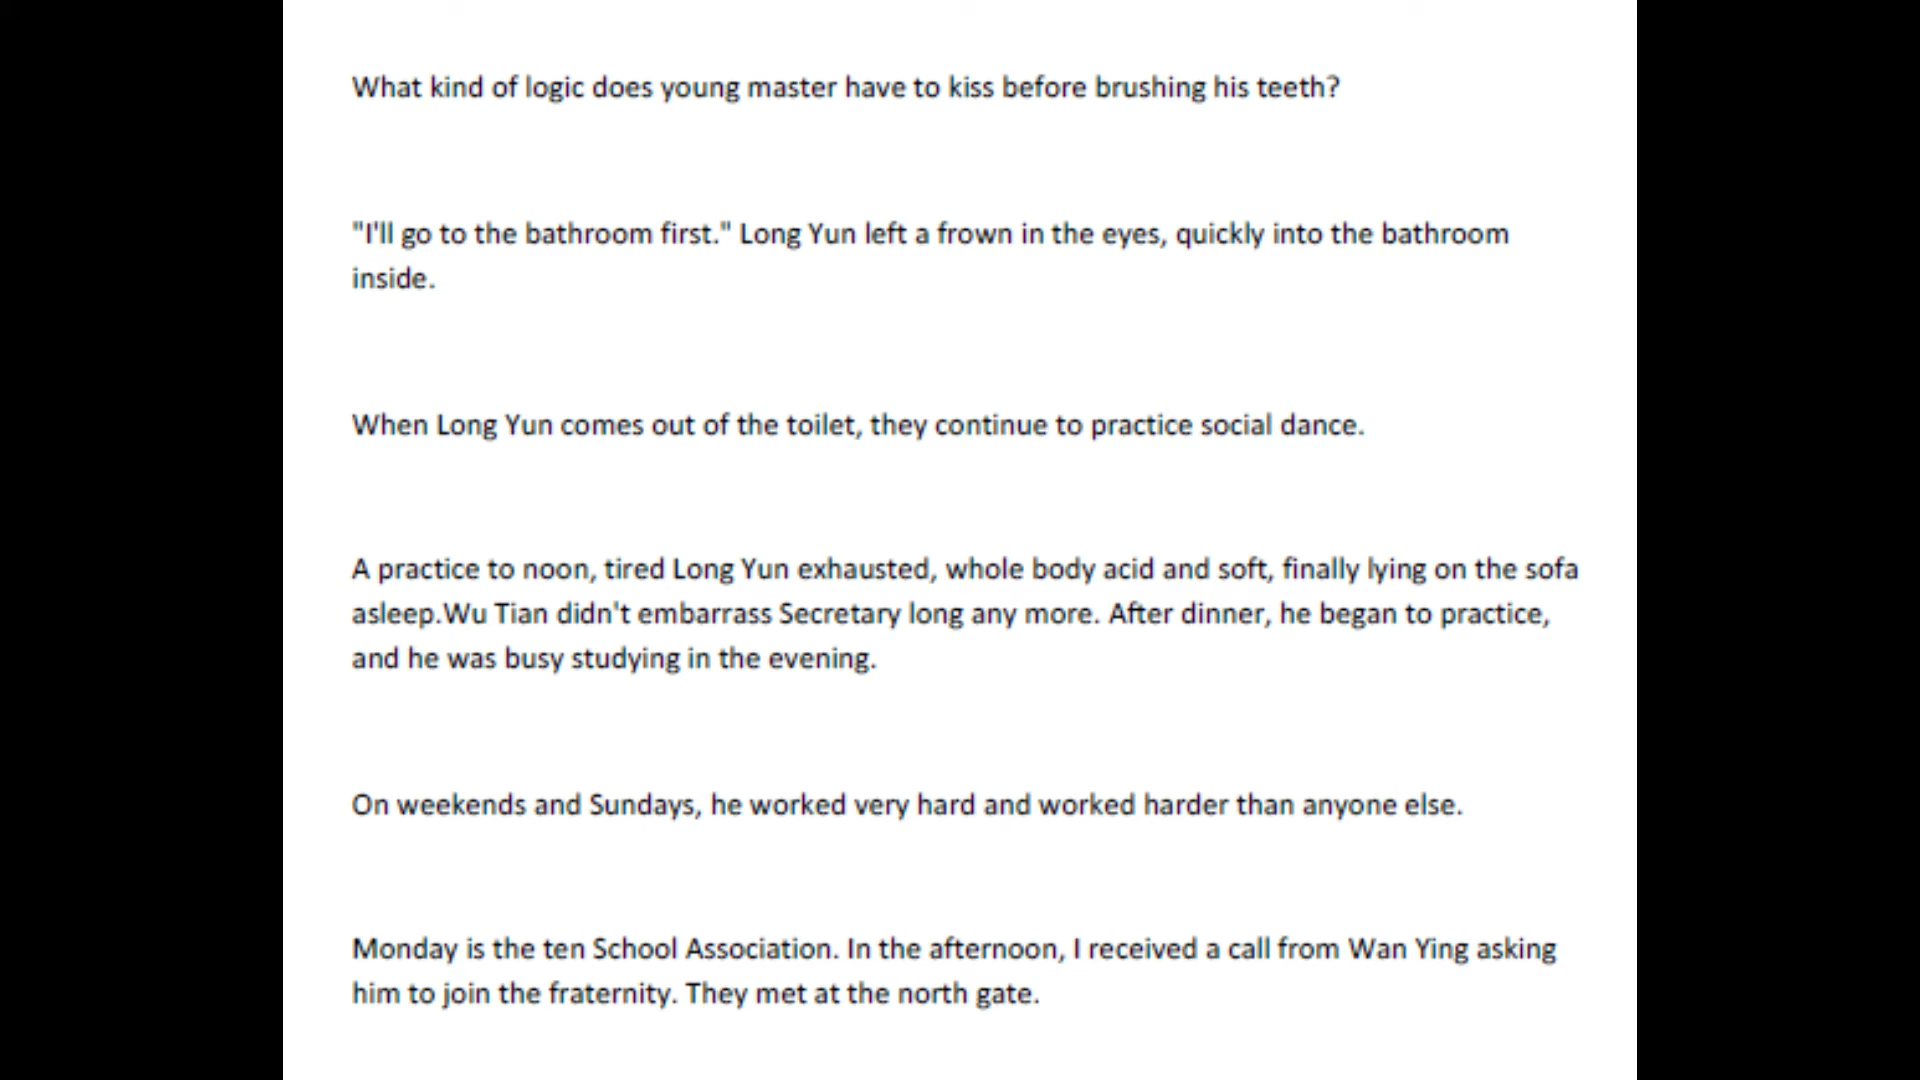 What kind of logic does young master have to kiss before brushing his teeth?
"I'll go to the bathroom first." Long Yun left a frown in the eyes, quickly into the bathroom
inside.
When Long Yun comes out of the toilet, they continue to practice social dance.
A practice to noon, tired Long Yun exhausted, whole body acid and soft, finally lying on the sofa
asleep.Wu Tian didn't embarrass Secretary long any more. After dinner, he began to practice,
and he was busy studying in the evening.
On weekends and Sundays, he worked very hard and worked harder than anyone else.
Monday is the ten School Association. In the afternoon, I received a call from Wan Ying asking
him to join the fraternity. They met at the north gate.